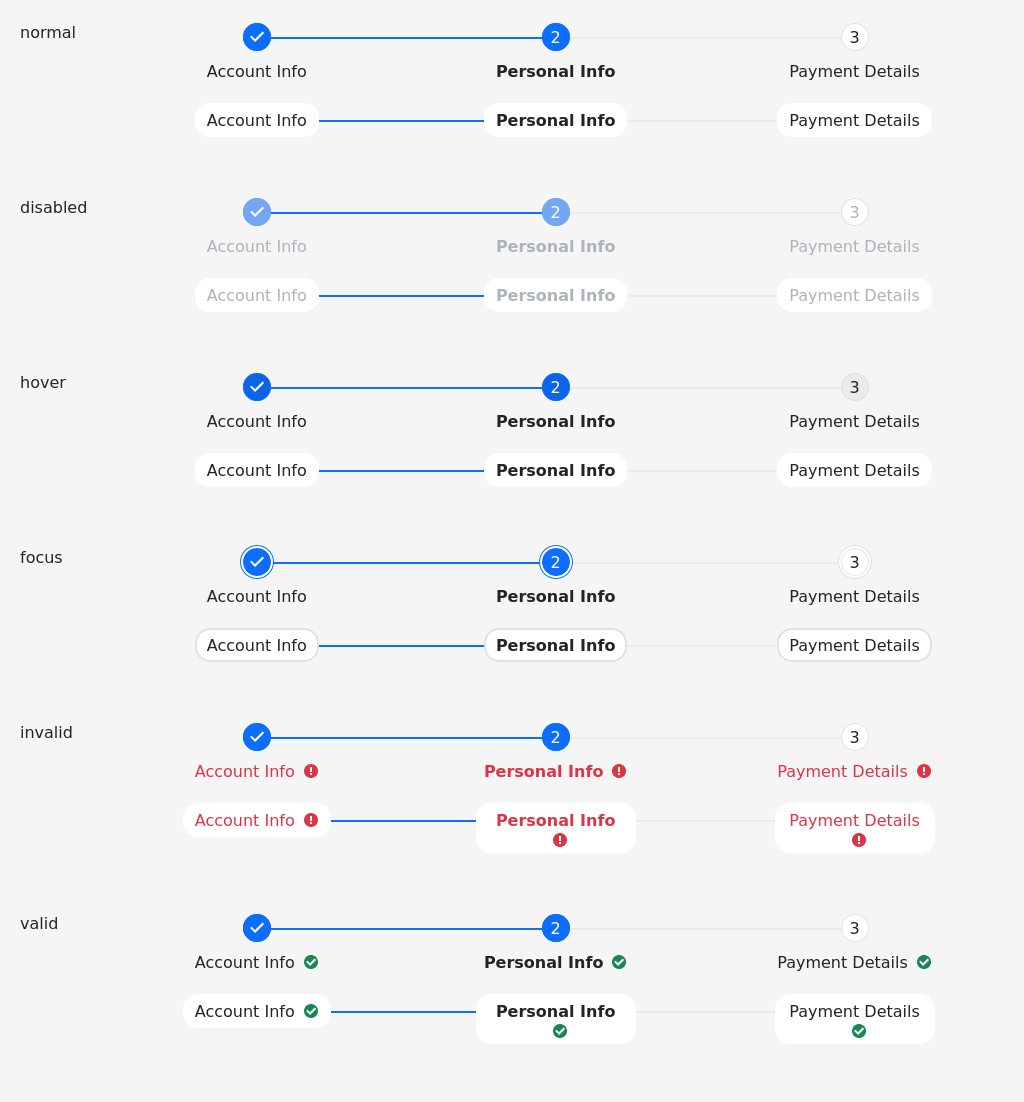 normal
2
3
Account Info
Personal Info
Payment Details
Account Info
Personal Info
Payment Details
disabled
2
3
Account Info
Personal Info
Payment Details
Account Info
Personal Info
Payment Details
hover
2
3
Account Info
Personal Info
Payment Details
Account Info
Personal Info
Payment Details
focus
2
3
Account Info
Personal Info
Payment Details
Account Info
Personal Info
Payment Details
invalid
2
3
Account Info
Personal Info
Payment Details
Account Info
Personal Info
Payment Details
valid
2
3
Account Info
Personal Info
Payment Details
Account Info
Personal Info
Payment Details